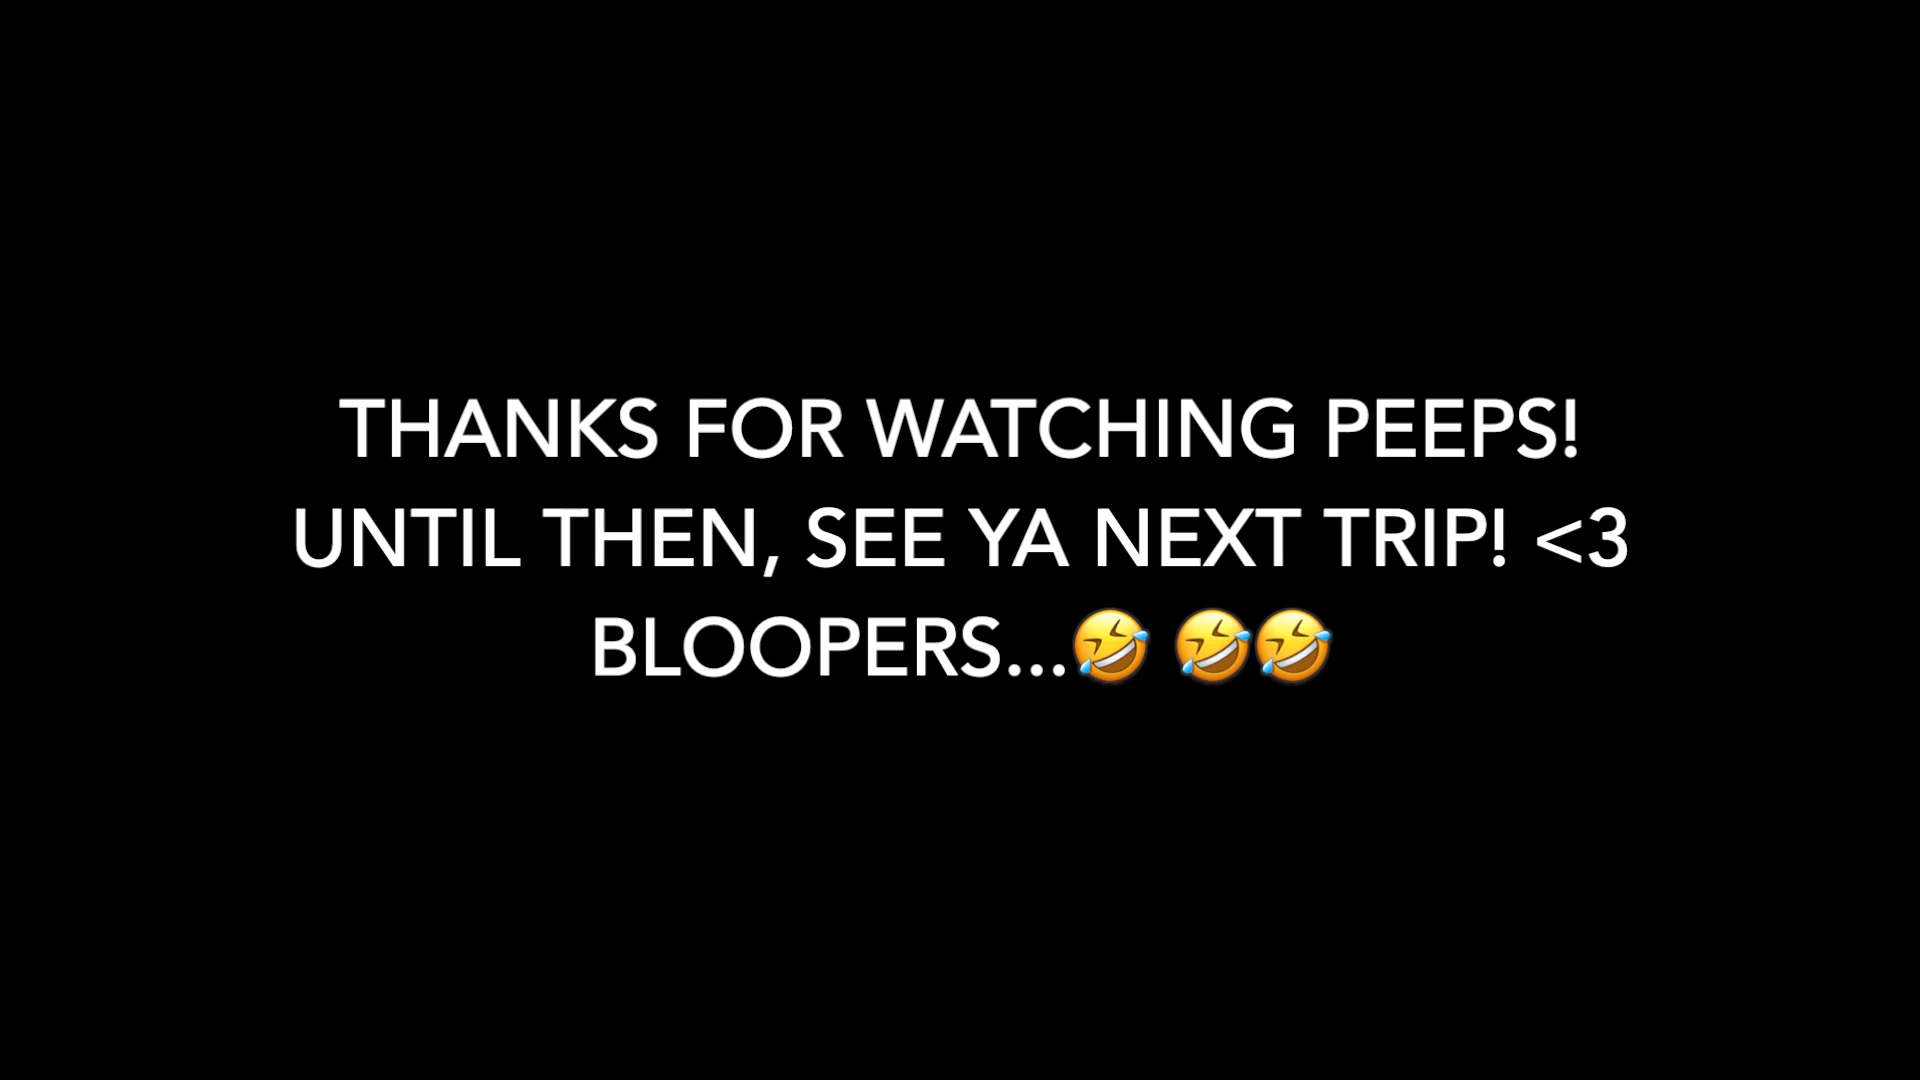 THANKS FOR WATCHING PEEPS!
UNTIL THEN, SEE YA NEXT TRIP! <3
BLOOPERS...🤣 🤣🤣